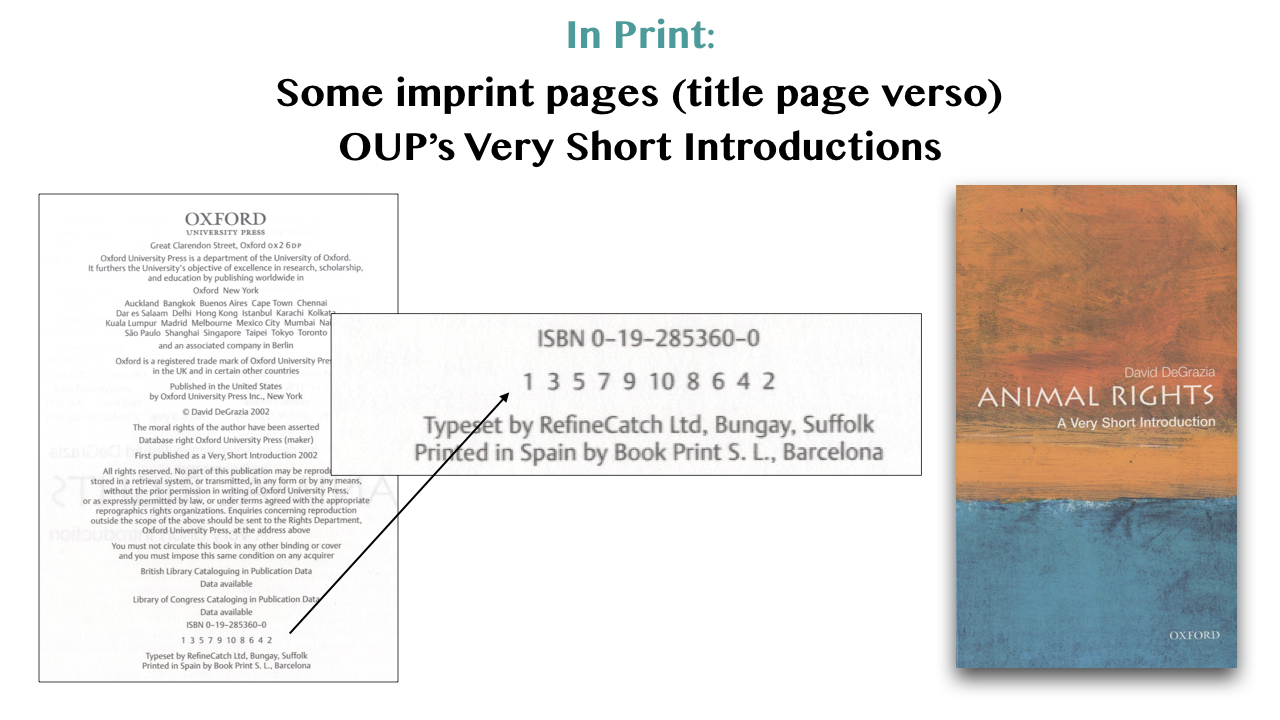 In Print:
Some imprint pages (title page verso)
OUP’s Very Short Introductions
OXFORD
UNIVERSITY PRESS
Great Clarendon Street, Oxford OX2 6DP
Oxford University Press is a department of the University of Oxford.
It furthers the University's objective of excellence in research, scholarship,
and education by publishing worldwide in
Oxford New York
Auckland Bangkok Buenos Aires Cape Town Chennai
Dar es Salaam Delhi Hong Kong Istanbul Karachi Kolkata
Kuala Lumpur Madrid Melbourne Mexico City Mumbai
São Paulo Shanghai Singapore Taipei Tokyo Toronto
and an associated company in Berlin
Oxford is a registered trade mark of Oxford University
in the UK and in certain other countries
Published in the United States
by Oxford University Press Inc., New York
© David DeGrazia 2002
The moral rights of the author have been asserted
Database right Oxford University Press (maker)
First published as a Very Short Introduction 2002
All rights reserved. No part of this publication may be
stored in a retrieval system, or transmitted, in any form or by any means,
without the prior permission in writing of Oxford University Press,
or as expressly permitted by law, or under terms agreed with the appropriate
reprographics rights organizations. Enquiries concerning reproduction
outside the scope of the above should be sent to the Rights Department,
Oxford University Press, at the address above
You must not circulate this book in any other binding or cover
and you must impose this same condition on any acquirer
British Library Cataloguing in Publication Data
Data available
Library of Congress Cataloging in Publication Data
Data available
ISBN 0–19–285360–0
1 3 5 7 9 10 8 6 4 2
Typeset by RefineCatch Ltd, Bungay, Suffolk
Printed in Spain by Book Print S. L., Barcelona
ISBN 0–19–285360–0
1 3 5 7 9 10 8 6 4 2
Typeset by RefineCatch Ltd, Bungay, Suffolk
Printed in Spain by Book Print S. L., Barcelona
David DeGrazia
ANIMAL RIGHTS
A Very Short Introduction
OXFORD